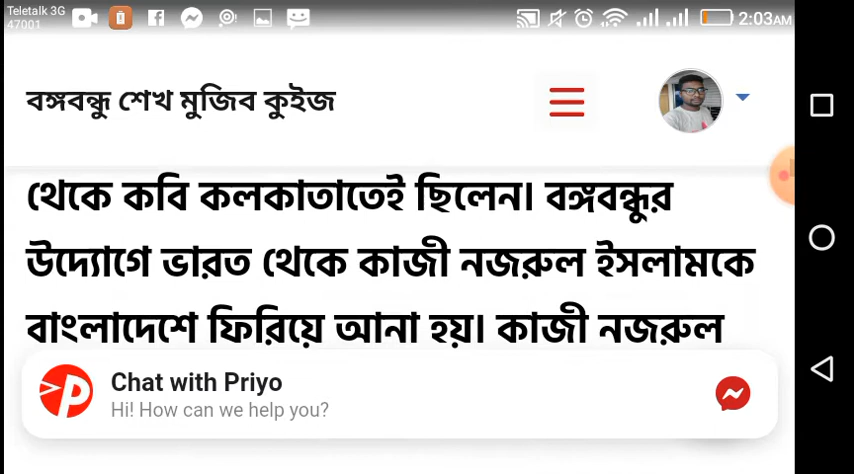 Teletalk 3G
47001
2:03AM
বঙ্গবন্ধু শেখ মুজিব কুইজ
থেকে কবি কলকাতাতেই ছিলেন। বঙ্গবন্ধুর
উদ্যোগে ভারত থেকে কাজী নজরুল ইসলামকে
বাংলাদেশে ফিরিয়ে আনা হয়। কাজী নজরুল
Chat with Priyo
Hi! How can we help you?